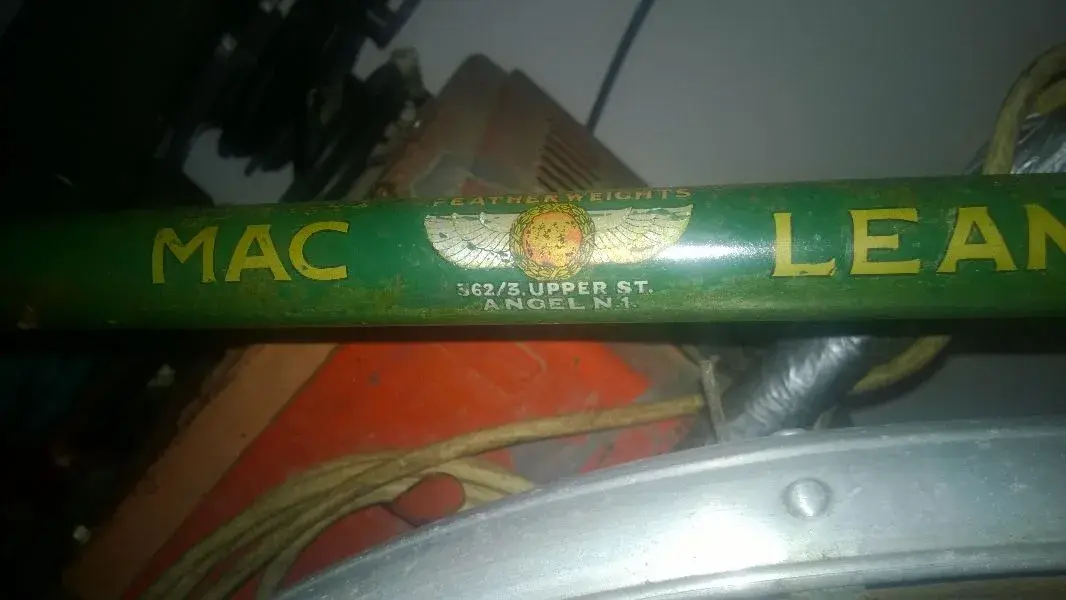 FEATHERWEIGHTS
MAC LEAN
362/3. UPPER ST.
ANGEL N.1.